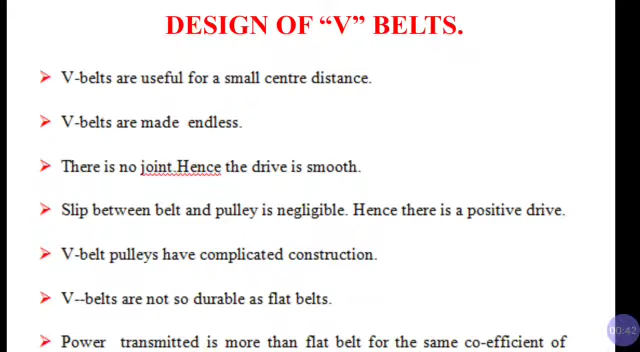 DESIGN OF “V” BELTS.
➤ V-belts are useful for a small centre distance.
➤ V-belts are made endless.
➤ There is no joint.Hence the drive is smooth.
➤ Slip between belt and pulley is negligible. Hence there is a positive drive.
➤ V-belt pulleys have complicated construction.
➤ V--belts are not so durable as flat belts.
➤ Power transmitted is more than flat belt for the same co-efficient of
00:42